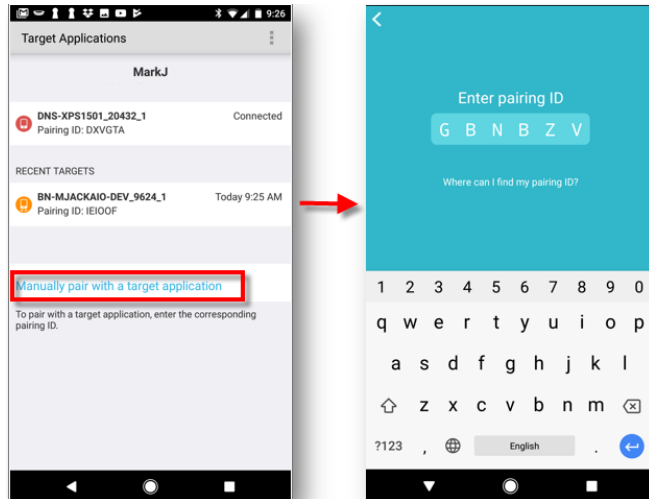 9:26
Target Applications
MarkJ
DNS-XPS1501_20432_1 Connected
Pairing ID: DXVGTA
RECENT TARGETS
BN-MJACKAIO-DEV_9624_1 Today 9:25 AM
Pairing ID: IEIOOF
Manually pair with a target application
To pair with a target application, enter the corresponding
pairing ID.
Enter pairing ID
G B N B Z V
Where can I find my pairing ID?
1 2 3 4 5 6 7 8 9 0
q w e r t y u i o p
a s d f g h j k l
z x c v b n m
?123 , English .